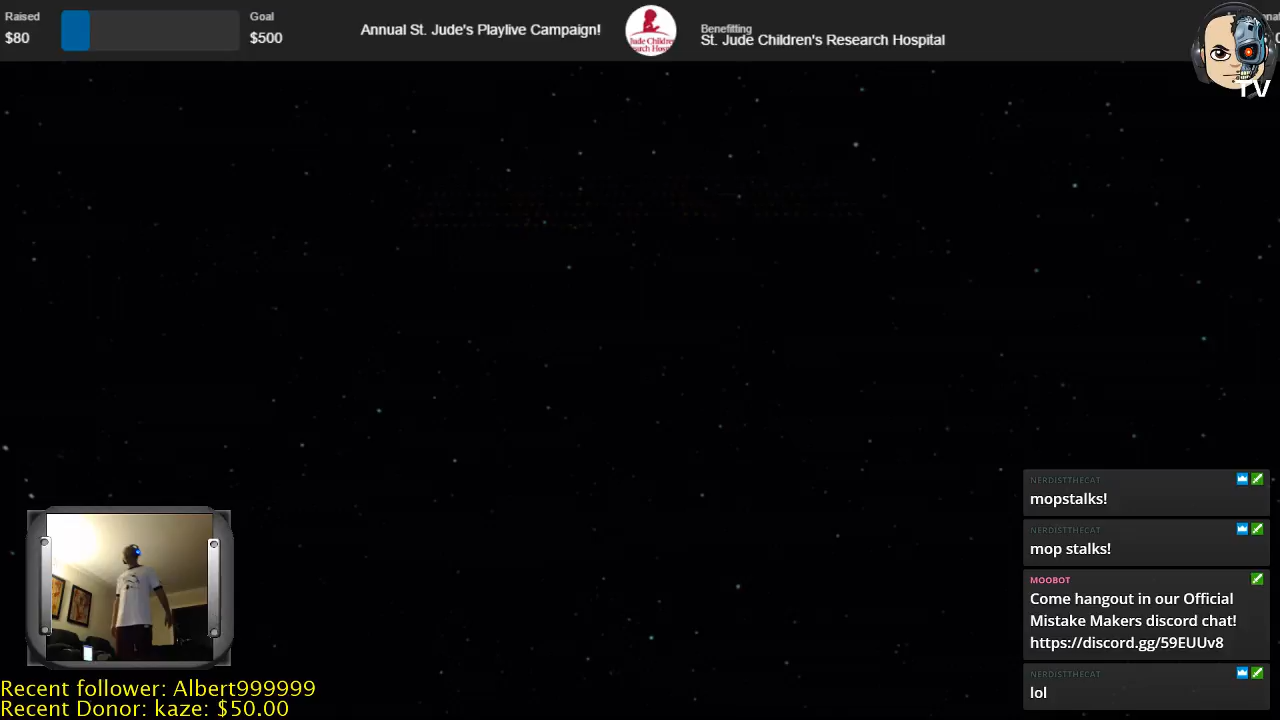 Raised
$80
Goal
$500
Annual St. Jude's Playlive Campaign!
Jude Children
Benefitting
St. Jude Children's Research Hospital
TV
NERDISTTHECAT
mopstalks!
NERDISTTHECAT
mop stalks!
MOOBOT
Come hangout in our Official
Mistake Makers discord chat!
https://discord.gg/59EUUv8
NERDISTTHECAT
lol
Recent follower: Albert999999
Recent Donor: kaze: $50.00